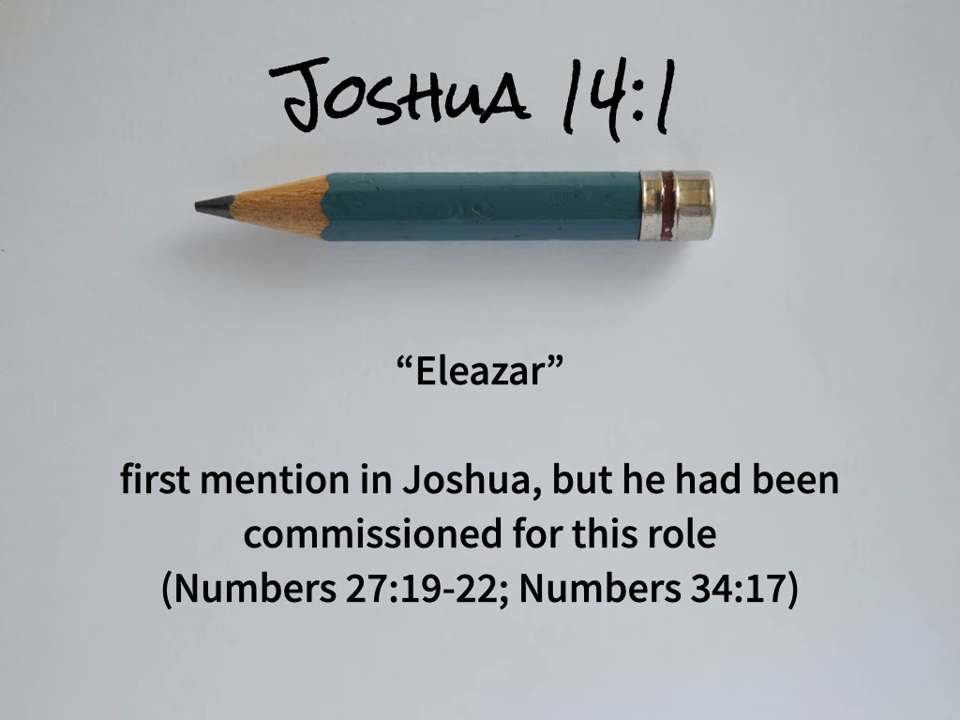 Joshua 14:1
“Eleazar”
first mention in Joshua, but he had been
commissioned for this role
(Numbers 27:19-22; Numbers 34:17)